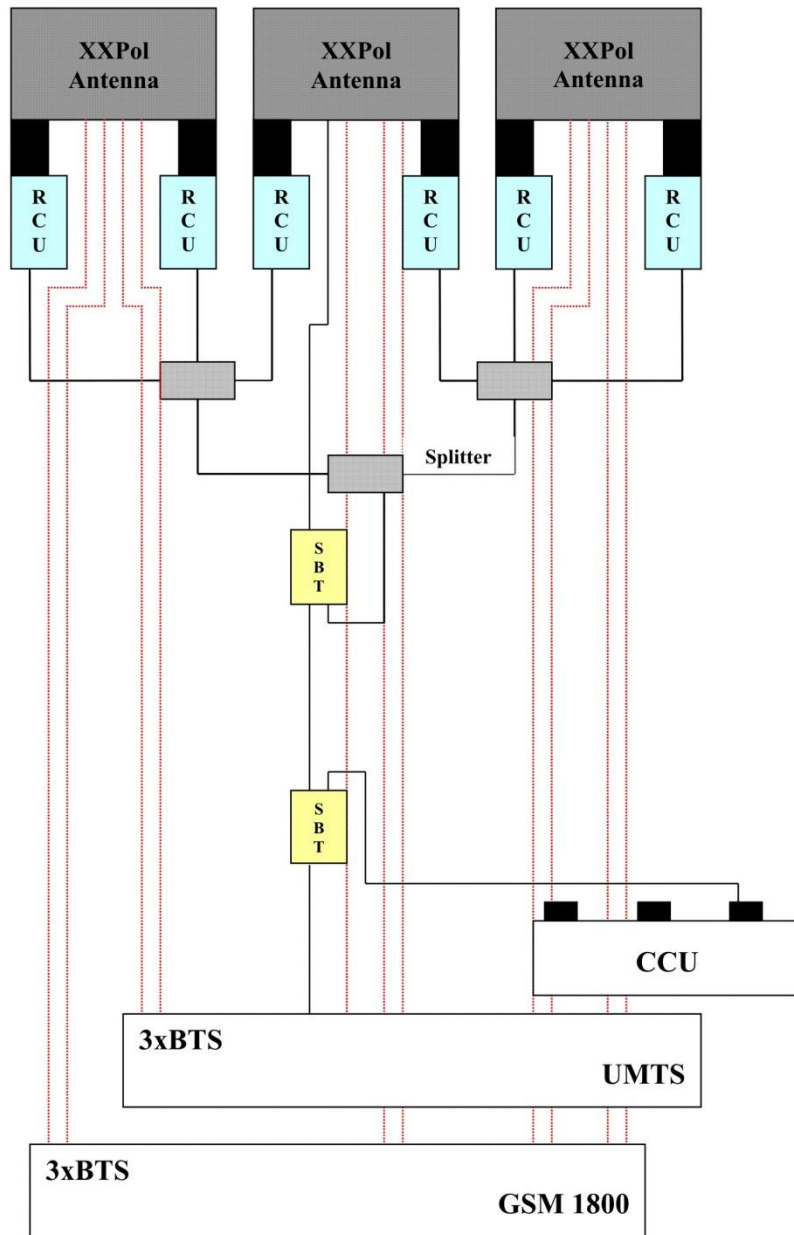 XXPol
Antenna
XXPol
Antenna
XXPol
Antenna
R
C
U
R
C
U
R
C
U
R
C
U
R
C
U
R
C
U
Splitter
S
B
T
S
B
T
CCU
3xBTS
UMTS
3xBTS
GSM 1800